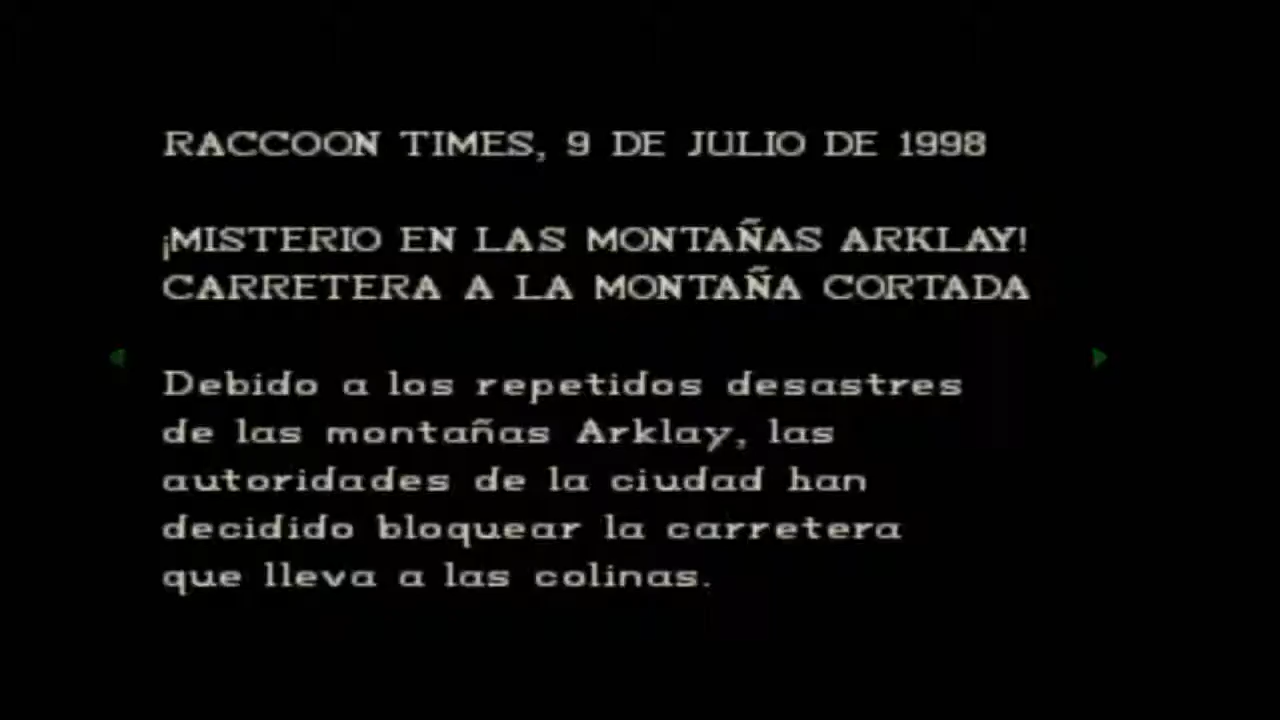 RACCOON TIMES, 9 DE JULIO DE 1998
¡MISTERIO EN LAS MONTAÑAS ARKLAY!
CARRETERA A LA MONTAÑA CORTADA
Debido a los repetidos desastres
de las montañas Arklay, las
autoridades de la ciudad han
decidido bloquear la carretera
que lleva a las colinas.